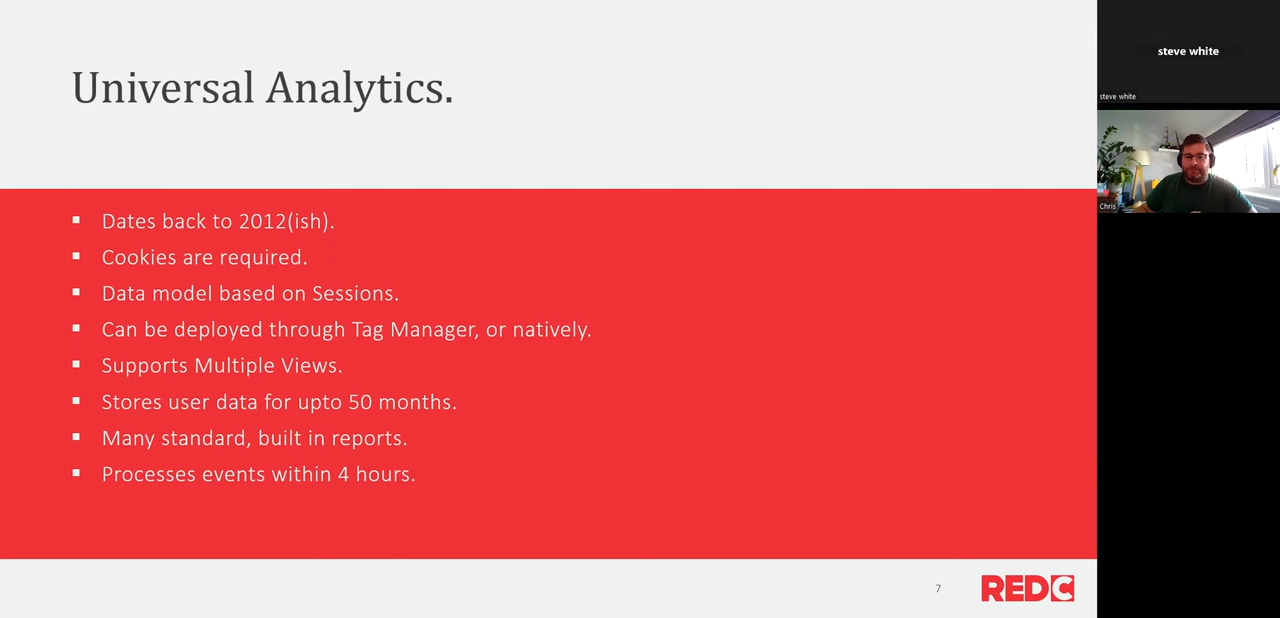 Universal Analytics.
▪ Dates back to 2012(ish).
▪ Cookies are required.
▪ Data model based on Sessions.
▪ Can be deployed through Tag Manager, or natively.
▪ Supports Multiple Views.
▪ Stores user data for upto 50 months.
▪ Many standard, built in reports.
▪ Processes events within 4 hours.
7
REDC
steve white
steve white
Chris